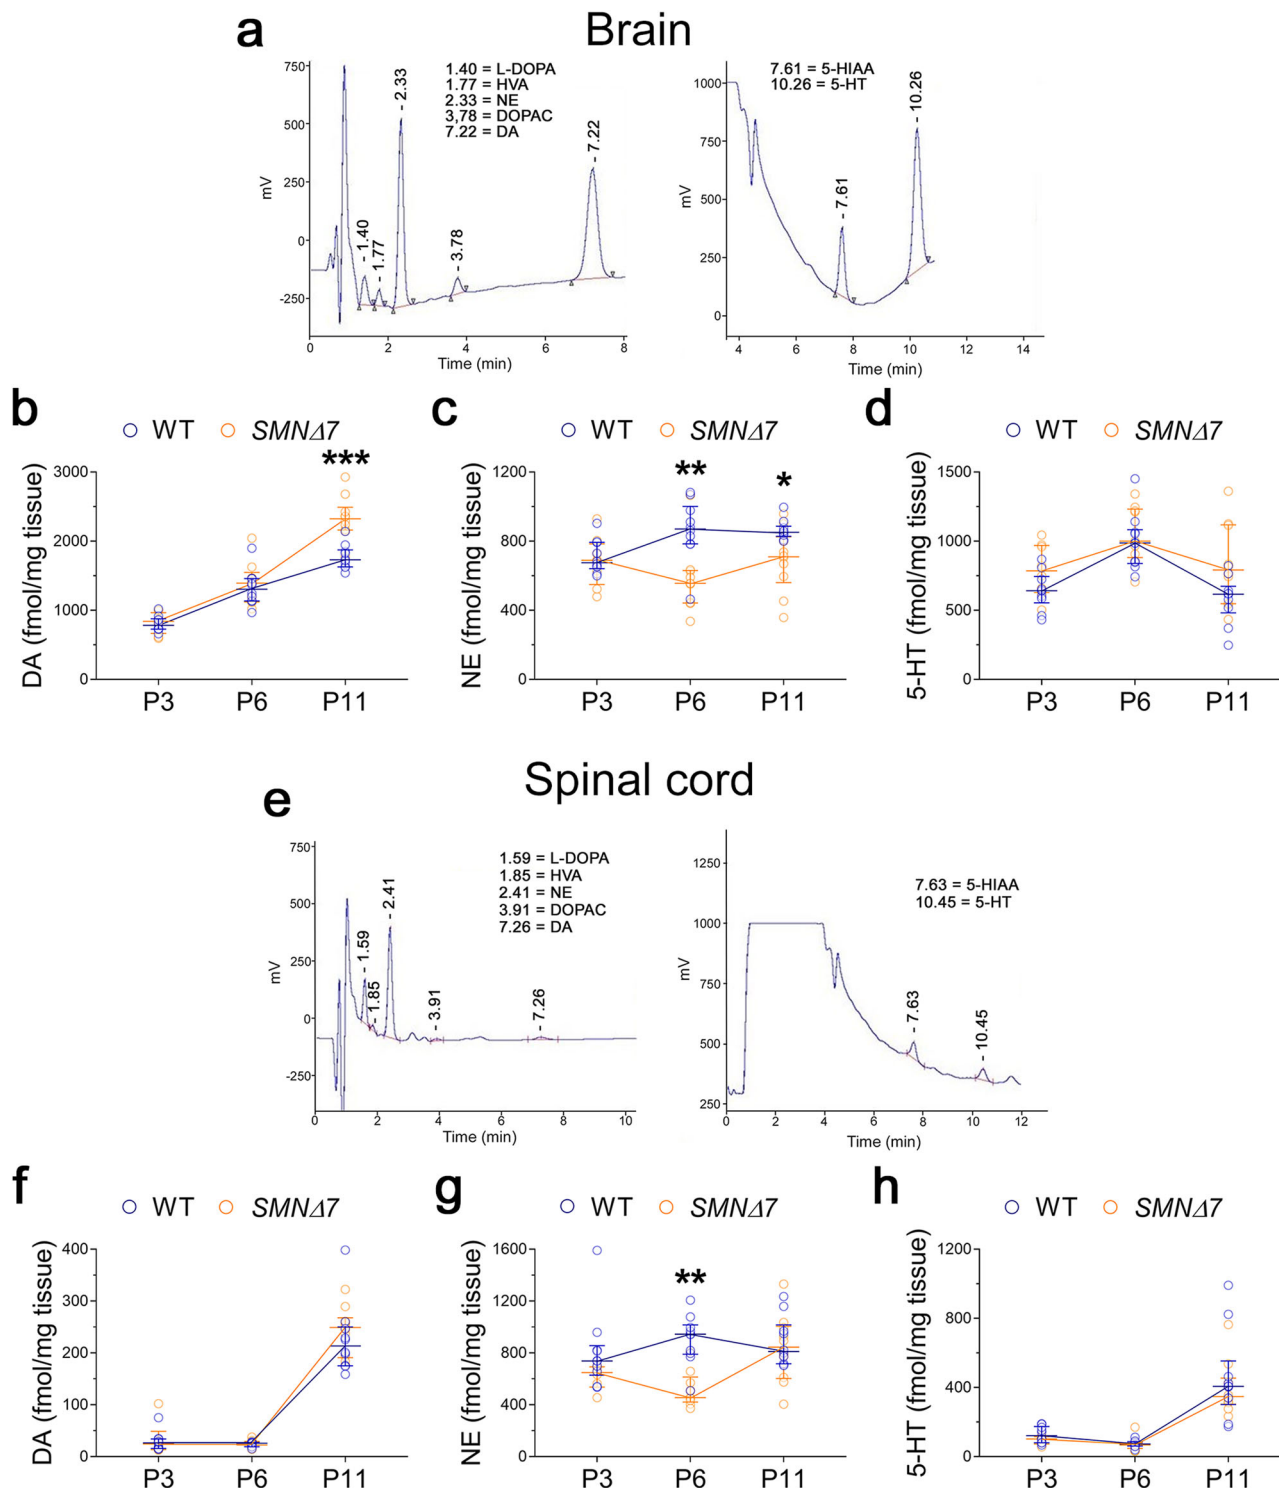 a Brain
750
500
250
0
-250
mV
0 2 4 6 8
Time (min)
- 1.40
- 1.77
- 2.33
- 3.78
- 7.22
1.40 = L-DOPA
1.77 = HVA
2.33 = NE
3,78 = DOPAC
7.22 = DA
1000
750
500
250
0
mV
4 6 8 10 12 14
Time (min)
- 7.61
- 10.26
7.61 = 5-HIAA
10.26 = 5-HT
b
WT SMNΔ7
DA (fmol/mg tissue)
3000
2000
1000
0
***
P3 P6 P11
c
WT SMNΔ7
NE (fmol/mg tissue)
1200
800
400
0
** *
P3 P6 P11
d
WT SMNΔ7
5-HT (fmol/mg tissue)
1500
1000
500
0
P3 P6 P11
Spinal cord
e
750
500
250
0
-250
mV
0 2 4 6 8 10
Time (min)
- 1.59
- 1.85
- 2.41
- 3.91
- 7.26
1.59 = L-DOPA
1.85 = HVA
2.41 = NE
3.91 = DOPAC
7.26 = DA
1250
1000
750
500
250
mV
0 2 4 6 8 10 12
Time (min)
- 7.63
- 10.45
7.63 = 5-HIAA
10.45 = 5-HT
f
WT SMNΔ7
DA (fmol/mg tissue)
400
300
200
100
0
P3 P6 P11
g
WT SMNΔ7
NE (fmol/mg tissue)
1600
1200
800
400
0
**
P3 P6 P11
h
WT SMNΔ7
5-HT (fmol/mg tissue)
1200
800
400
0
P3 P6 P11